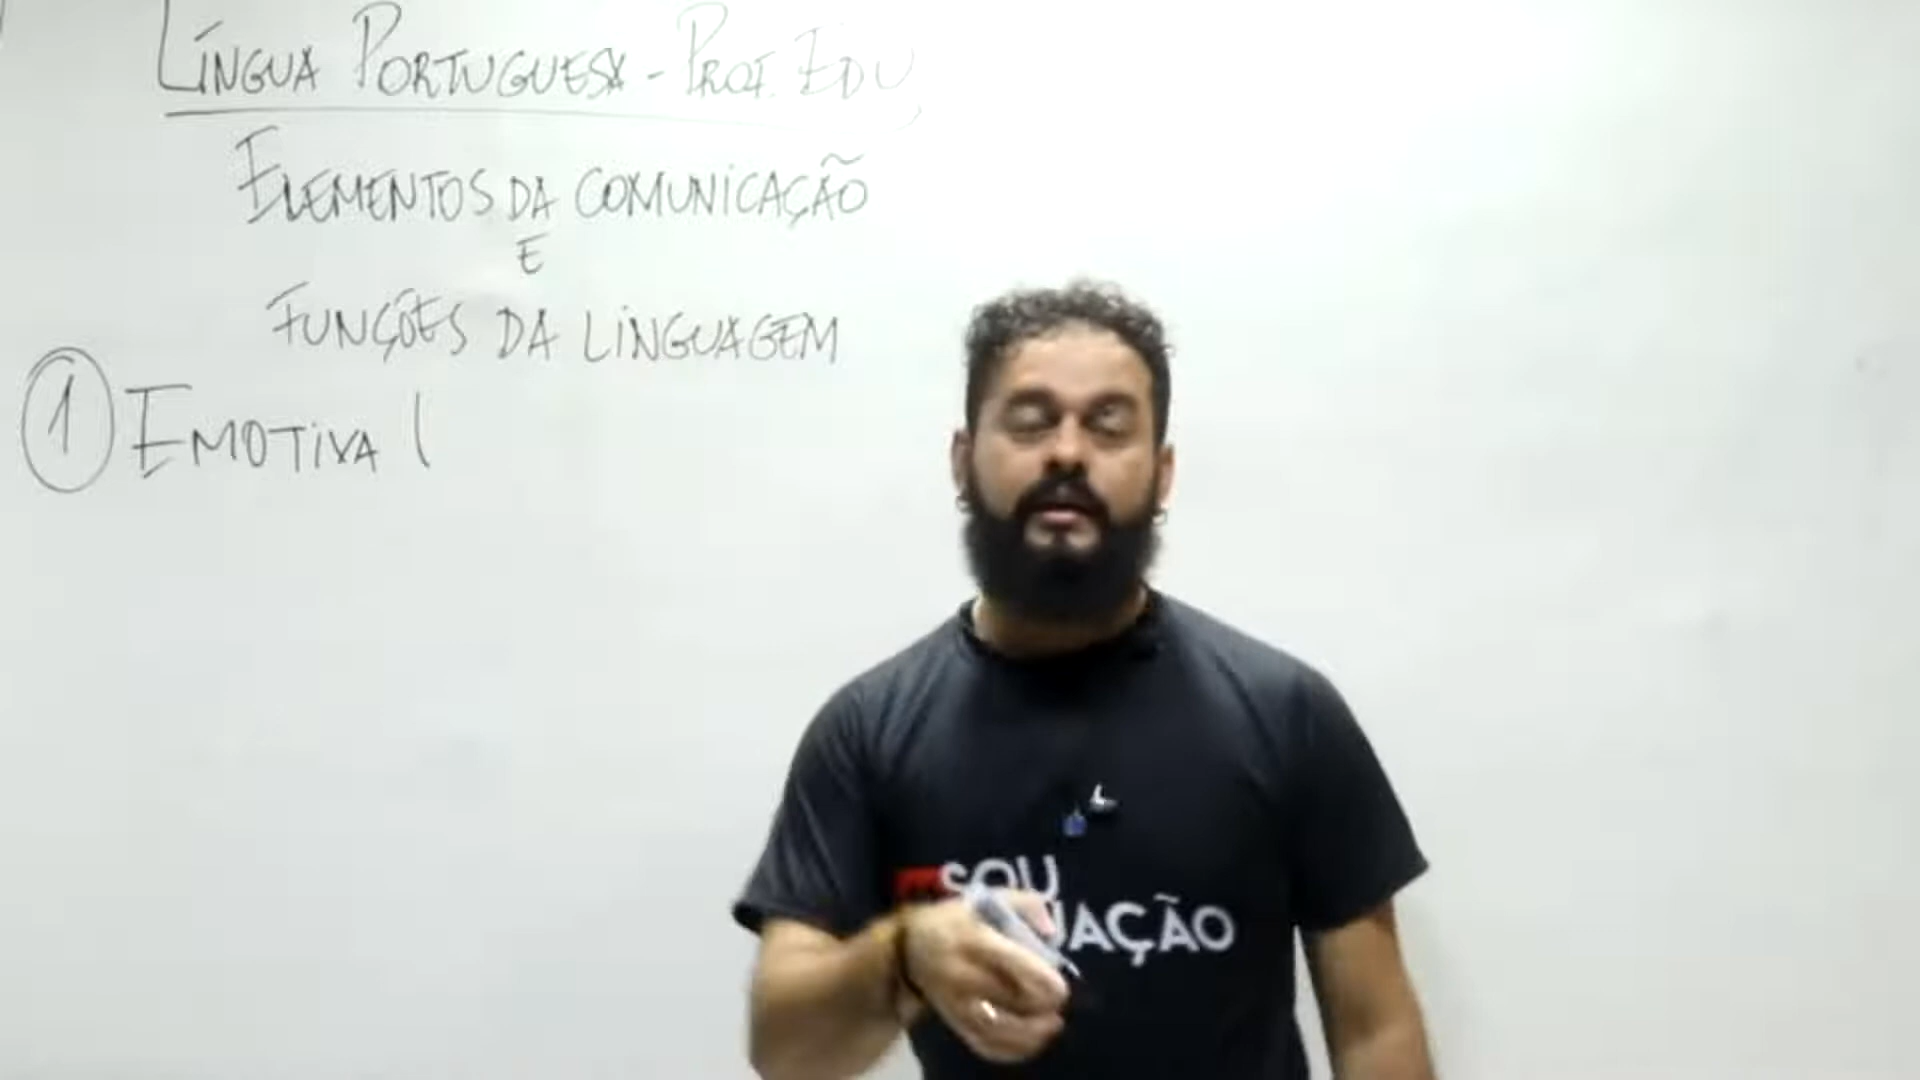 LÍNGUA PORTUGUESA - PROF. EDU
ELEMENTOS DA COMUNICAÇÃO
E
FUNÇÕES DA LINGUAGEM
1 EMOTIVA (
SOU
AÇÃO